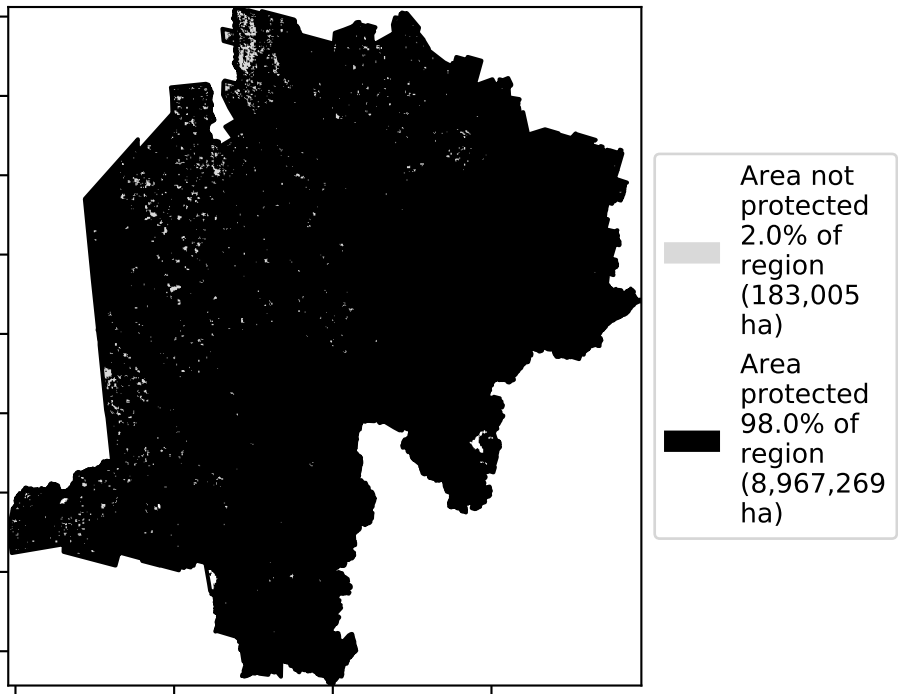 Area not
protected
2.0% of
region
(183,005
ha)
Area
protected
98.0% of
region
(8,967,269
ha)